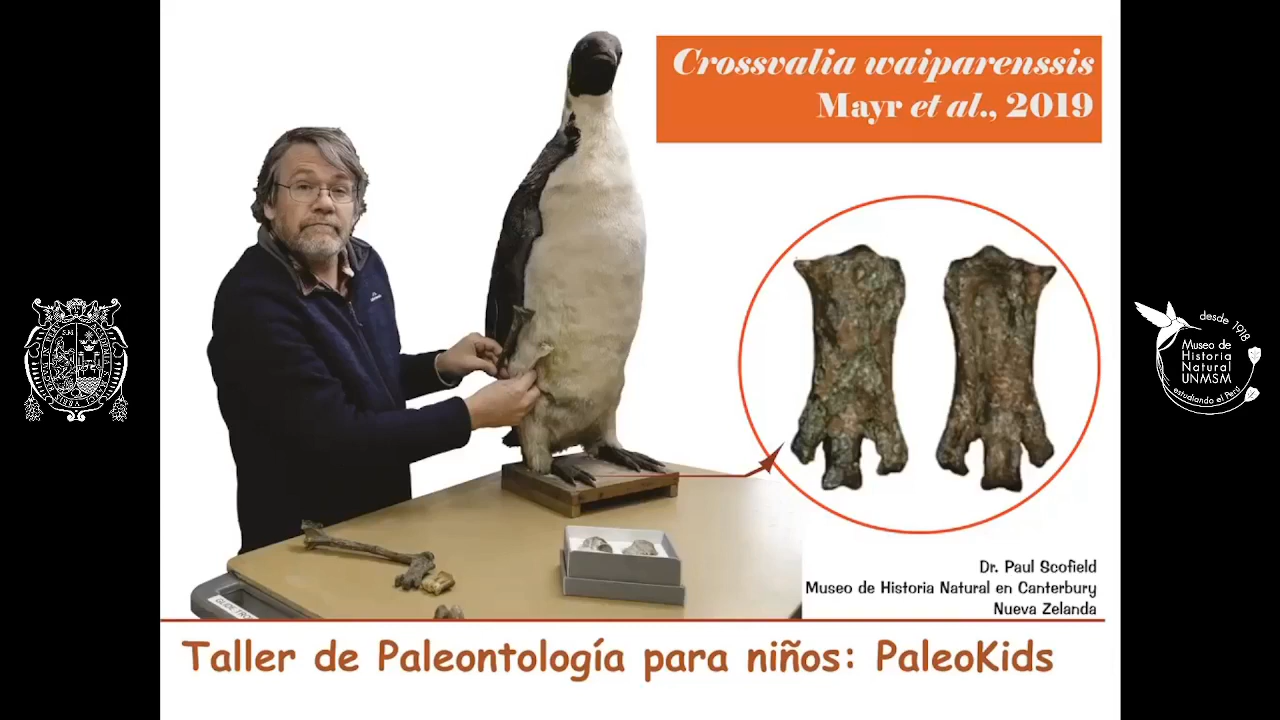 Crossvalia waiparenssis
Mayr et al., 2019
desde 1918
Museo de
Historia
Natural
UNMSM
estudiando el Perú
Dr. Paul Scofield
Museo de Historia Natural en Canterbury
Nueva Zelanda
Taller de Paleontología para niños: PaleoKids